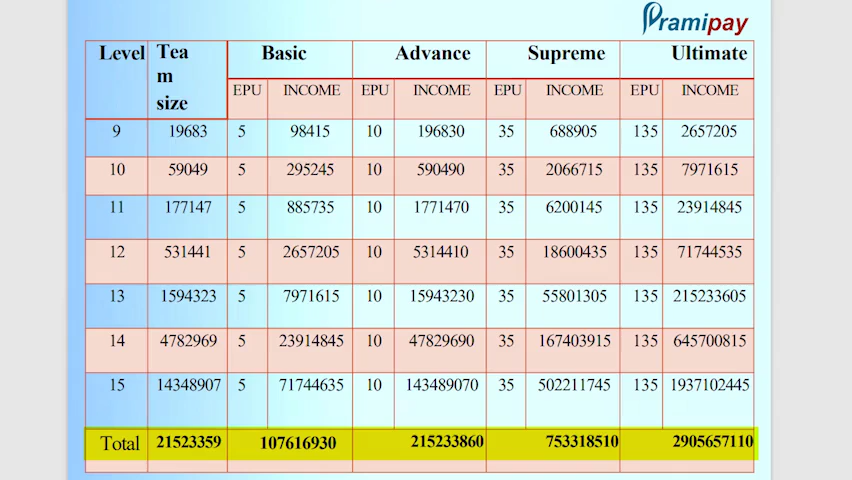 Pramipay
Level Tea Basic Advance Supreme Ultimate
m
size
EPU INCOME EPU INCOME EPU INCOME EPU INCOME
9 19683 5 98415 10 196830 35 688905 135 2657205
10 59049 5 295245 10 590490 35 2066715 135 7971615
11 177147 5 885735 10 1771470 35 6200145 135 23914845
12 531441 5 2657205 10 5314410 35 18600435 135 71744535
13 1594323 5 7971615 10 15943230 35 55801305 135 215233605
14 4782969 5 23914845 10 47829690 35 167403915 135 645700815
15 14348907 5 71744635 10 143489070 35 502211745 135 1937102445
Total 21523359 107616930 215233860 753318510 2905657110